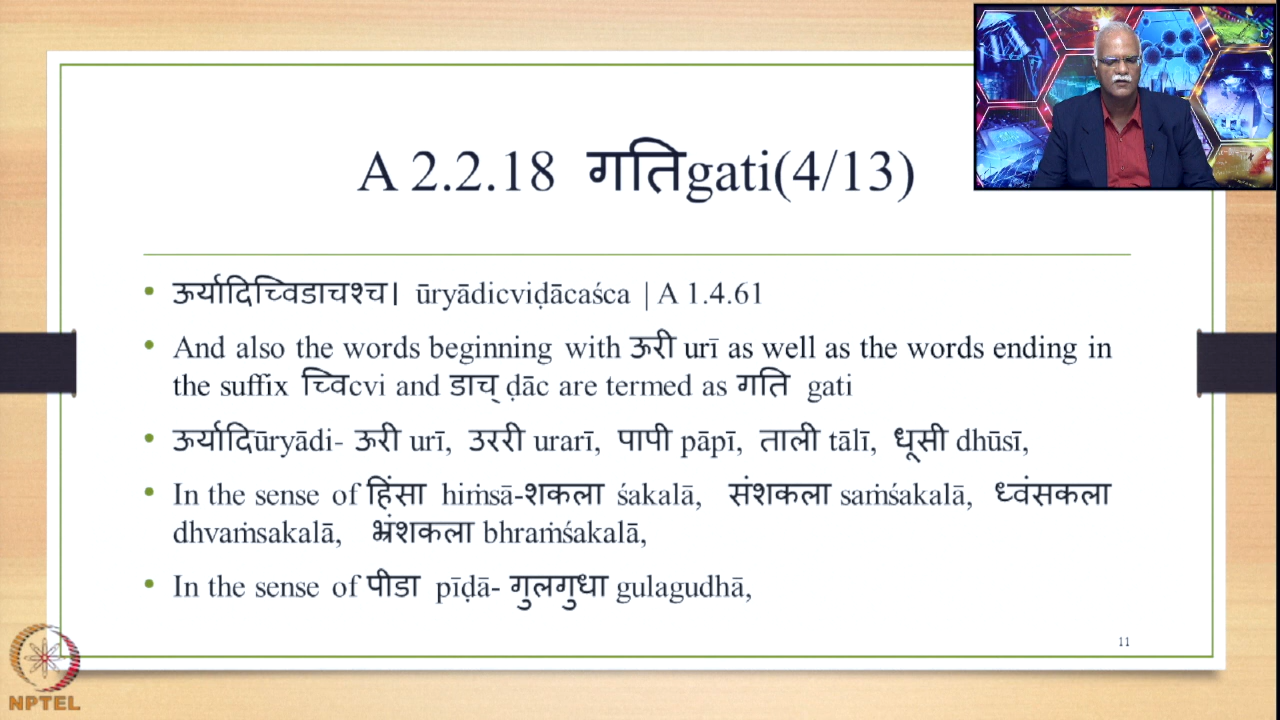 A 2.2.18 गतिgati(4/13)
• ऊर्यादिच्विडाचश्च। ūryādicviḍācaśca | A 1.4.61
• And also the words beginning with ऊरी urī as well as the words ending in
the suffix च्विcvi and डाच् ḍāc are termed as गति gati
• ऊर्यादिūryādi- ऊरी urī, उररी urarī, पापी pāpī, ताली tālī, धूसी dhūsī,
• In the sense of हिंसा hiṁsā-शकला śakalā, संशकला saṁśakalā, ध्वंसकला
dhvaṁsakalā, भ्रंशकला bhraṁśakalā,
• In the sense of पीडा pīḍā- गुलगुधा gulagudhā,
11
NPTEL